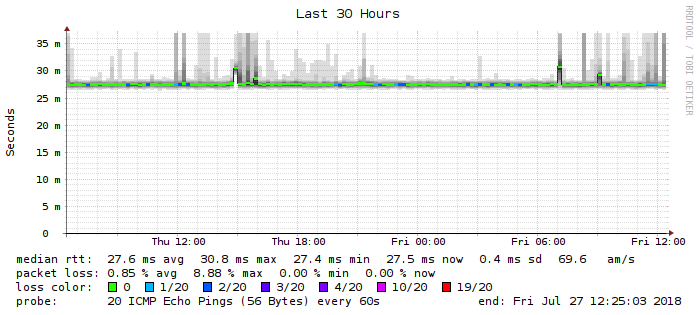 Last 30 Hours
RRDTOOL / TOBI OETIKER
Seconds
35 m
30 m
25 m
20 m
15 m
10 m
5 m
0
Thu 12:00 Thu 18:00 Fri 00:00 Fri 06:00 Fri 12:00
median rtt: 27.6 ms avg 30.8 ms max 27.4 ms min 27.5 ms now 0.4 ms sd 69.6 am/s
packet loss: 0.85 % avg 8.88 % max 0.00 % min 0.00 % now
loss color: 0 1/20 2/20 3/20 4/20 10/20 19/20
probe: 20 ICMP Echo Pings (56 Bytes) every 60s end: Fri Jul 27 12:25:03 2018